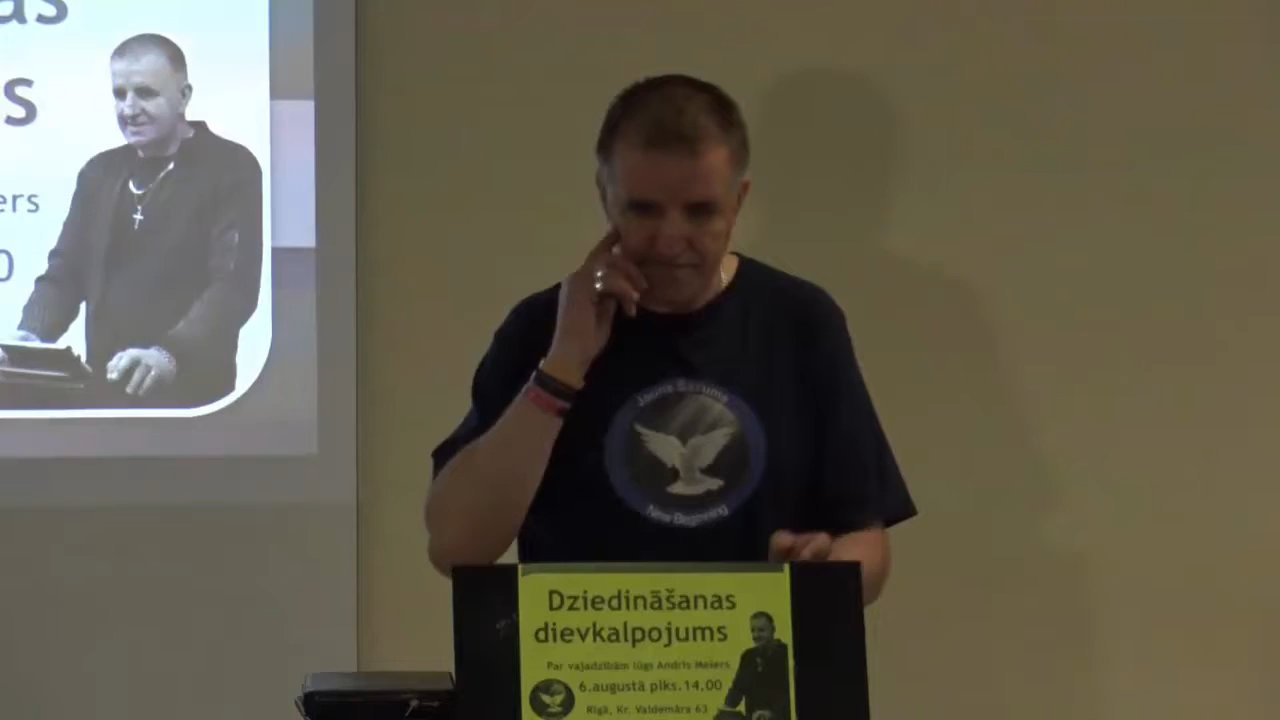 as
s
ers
0
Jauns Sākums
New Beginning
Dziedināšanas
dievkalpojums
Par vajadzībām lūgs Andris Meiers
6.augustā plks.14.00
Rīgā, Kr. Valdemāra 63